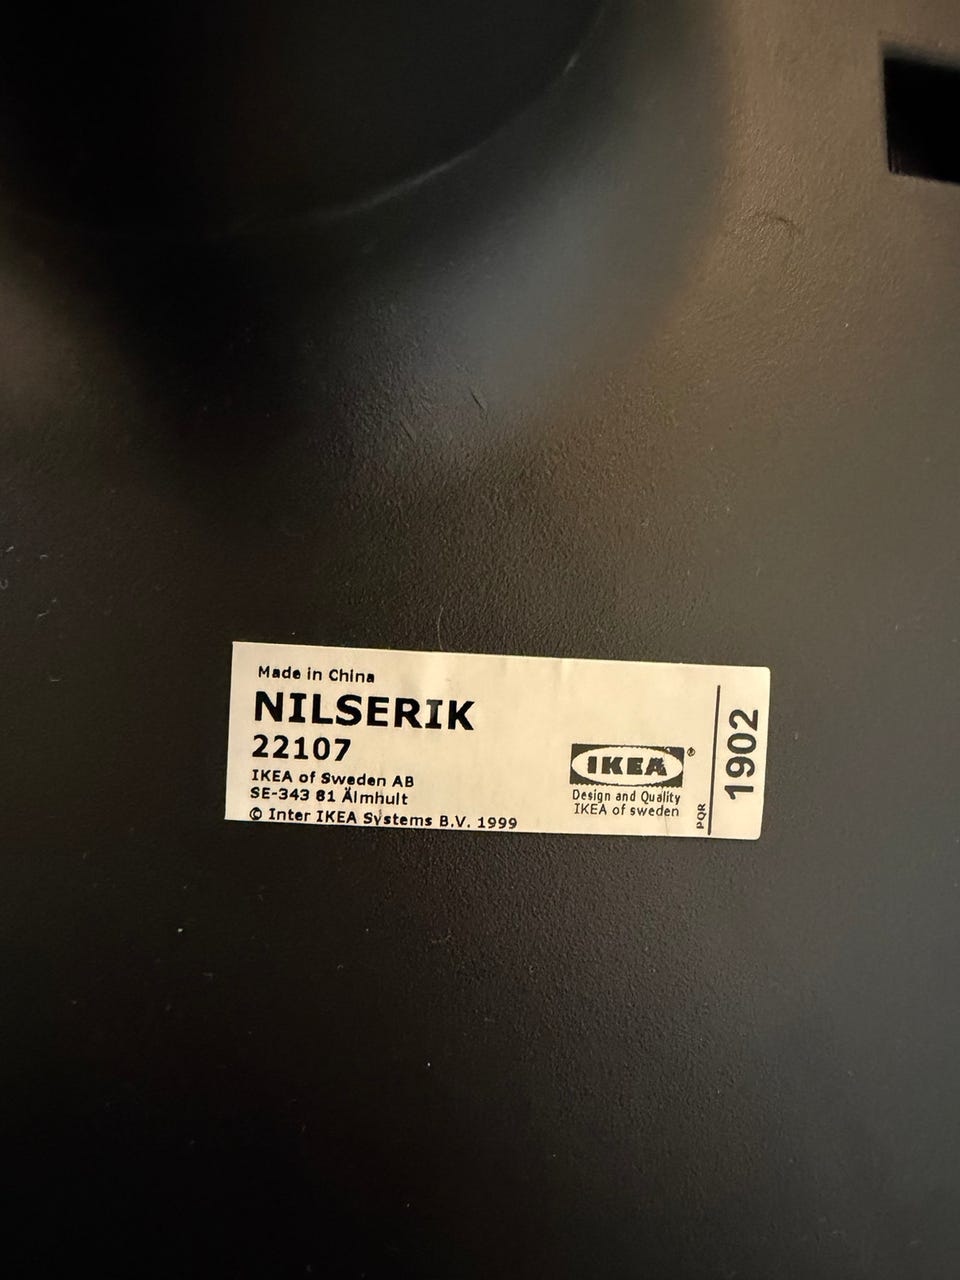 Made in China
NILSERIK
22107
IKEA of Sweden AB
SE-343 81 Älmhult
© Inter IKEA Systems B.V. 1999
IKEA®
Design and Quality
IKEA of sweden
PQR
1902